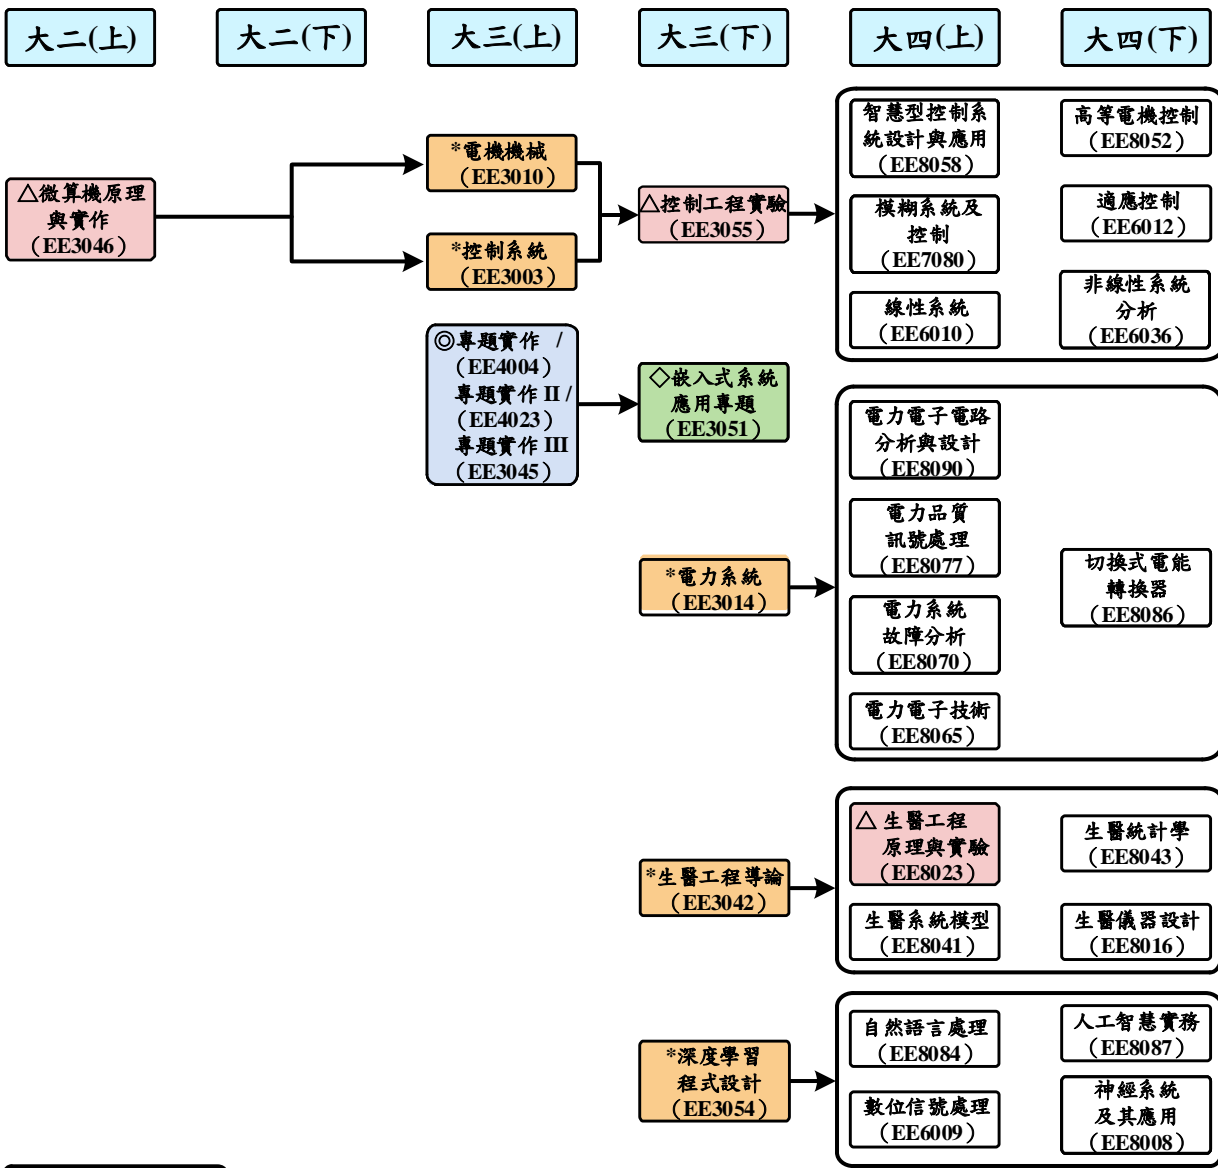 大二(上)
大二(下)
大三(上)
大三(下)
大四(上)
大四(下)
△微算機原理
與實作
(EE3046)
*電機機械
(EE3010)
*控制系統
(EE3003)
◎專題實作 /
(EE4004)
專題實作 II /
(EE4023)
專題實作 III
(EE3045)
△控制工程實驗
(EE3055)
◇嵌入式系統
應用專題
(EE3051)
*電力系統
(EE3014)
*生醫工程導論
(EE3042)
*深度學習
程式設計
(EE3054)
智慧型控制系
統設計與應用
(EE8058)
模糊系統及
控制
(EE7080)
線性系統
(EE6010)
高等電機控制
(EE8052)
適應控制
(EE6012)
非線性系統
分析
(EE6036)
電力電子電路
分析與設計
(EE8090)
電力品質
訊號處理
(EE8077)
電力系統
故障分析
(EE8070)
電力電子技術
(EE8065)
切換式電能
轉換器
(EE8086)
△ 生醫工程
原理與實驗
(EE8023)
生醫系統模型
(EE8041)
生醫統計學
(EE8043)
生醫儀器設計
(EE8016)
自然語言處理
(EE8084)
數位信號處理
(EE6009)
人工智慧實務
(EE8087)
神經系統
及其應用
(EE8008)